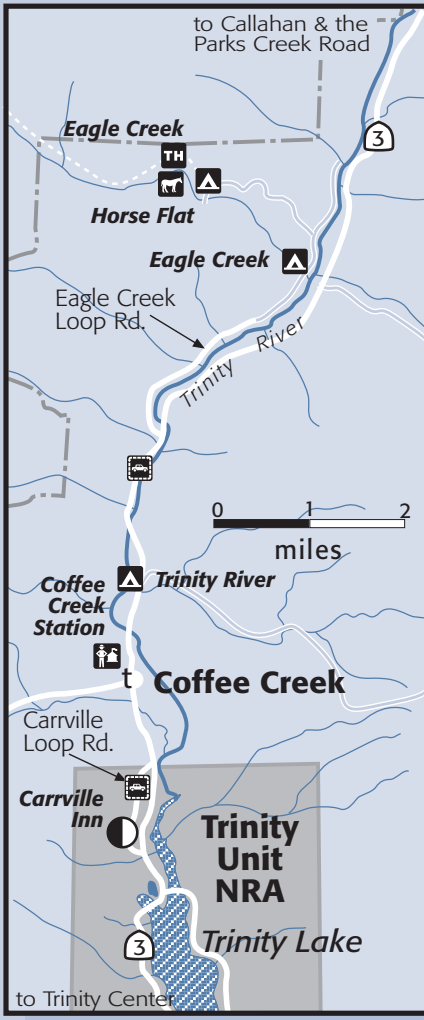 to Callahan & the
Parks Creek Road
3
Eagle Creek
TH
Horse Flat
Eagle Creek
Eagle Creek
Loop Rd.
Trinity River
0 1 2
miles
Trinity River
Coffee
Creek
Station
t
Coffee Creek
Carrville
Loop Rd.
Carrville
Inn
Trinity
Unit
NRA
Trinity Lake
3
to Trinity Center